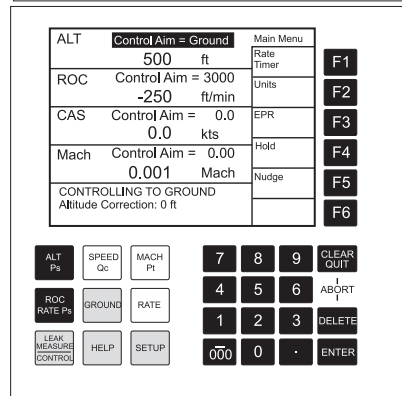 ALT Control Aim = Ground
500 ft
ROC Control Aim = 3000
-250 ft/min
CAS Control Aim = 0.0
0.0 kts
Mach Control Aim = 0.00
0.001 Mach
CONTROLLING TO GROUND
Altitude Correction: 0 ft
Main Menu
Rate
Timer
Units
EPR
Hold
Nudge
F1
F2
F3
F4
F5
F6
ALT
Ps
SPEED
Qc
MACH
Pt
ROC
RATE Ps
GROUND
RATE
LEAK
MEASURE
CONTROL
HELP
SETUP
7 8 9 CLEAR
QUIT
4 5 6 ABORT
1 2 3 DELETE
000 0 . ENTER